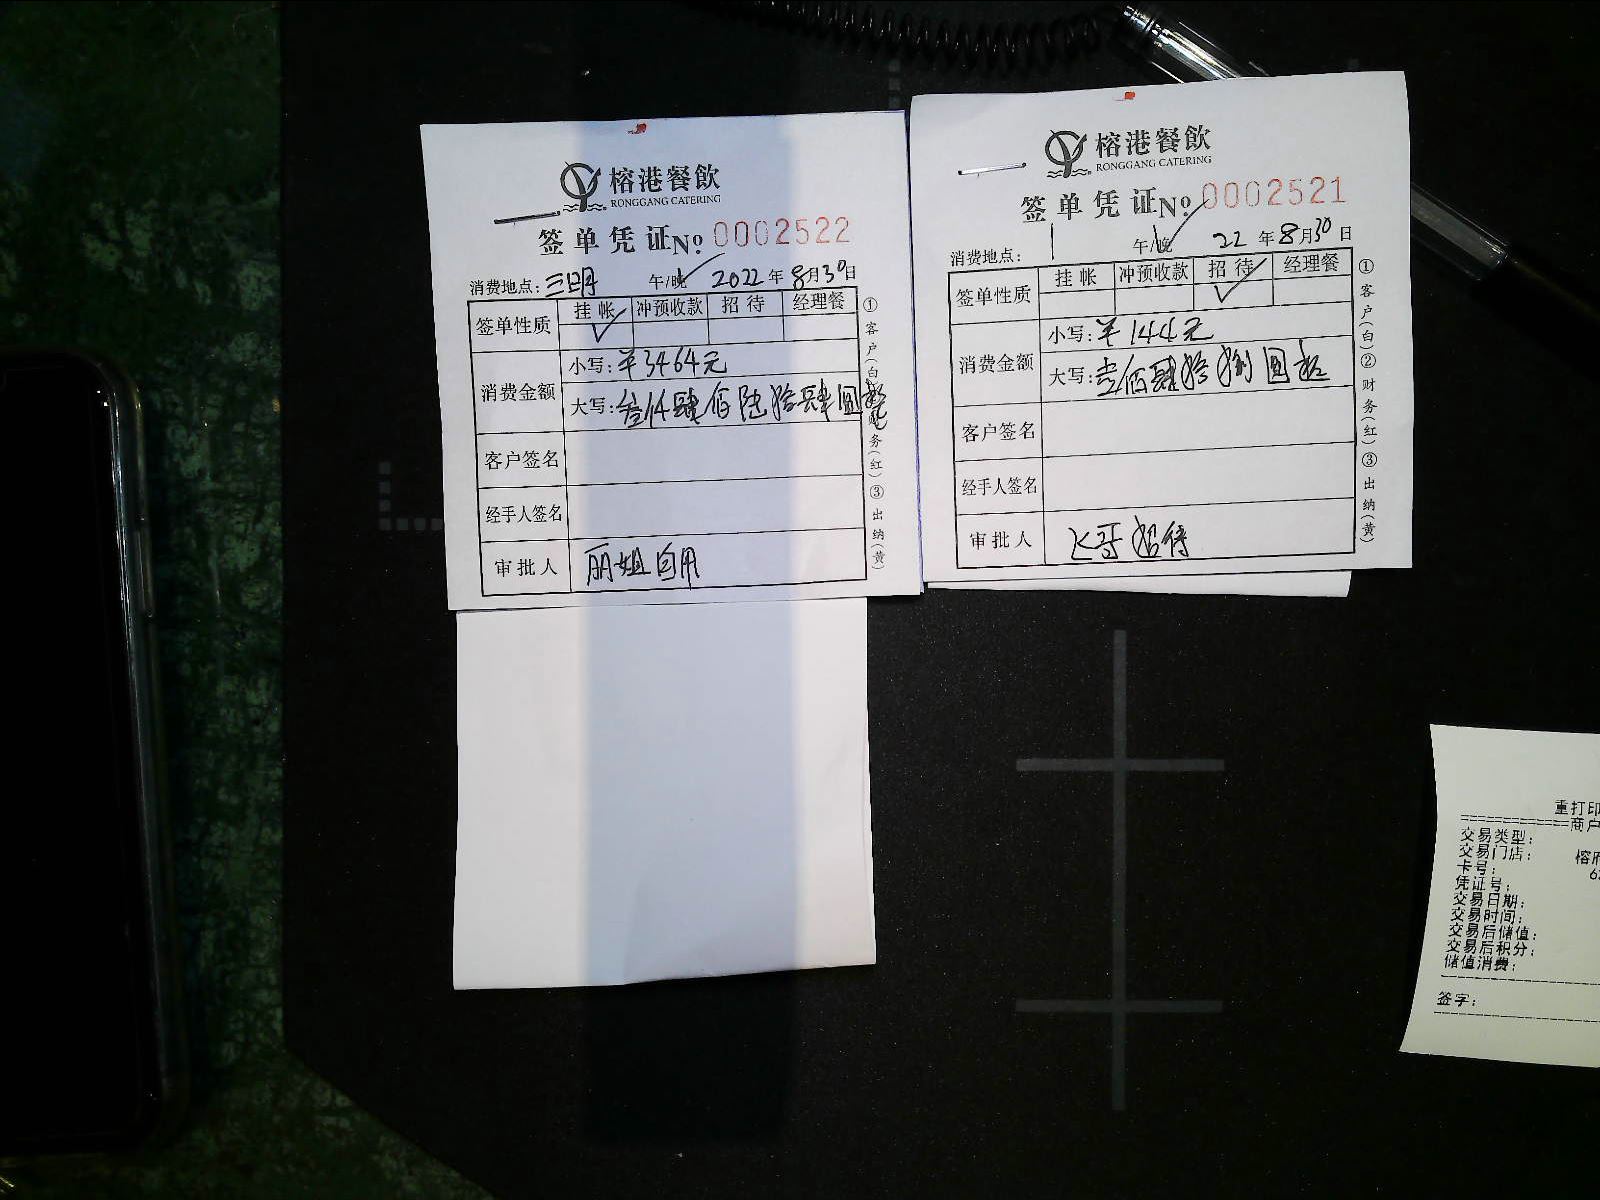 榕港餐飲
RONGGANG CATERING
签单凭证 No 0002522
消费地点: 三明 午/晚 2022年8月30日
签单性质 挂帐 冲预收款 招待 经理餐
消费金额
小写: ¥3464元
大写: 叁仟肆佰陆拾肆圆整
客户签名
经手人签名
审批人 丽姐自用
①客户(白)②财务(红)③出纳(黄)
榕港餐飲
RONGGANG CATERING
签单凭证 No 0002521
消费地点: 午/晚 22年8月30日
签单性质 挂帐 冲预收款 招待 经理餐
消费金额
小写: ¥144元
大写: 壹佰肆拾 圆整
客户签名
经手人签名
审批人 飞哥招待
①客户(白)②财务(红)③出纳(黄)
重打印
============商户
交易类型:
交易门店: 榕府
卡号: 6
凭证号:
交易日期:
交易时间:
交易后储值:
交易后积分:
储值消费:
签字: